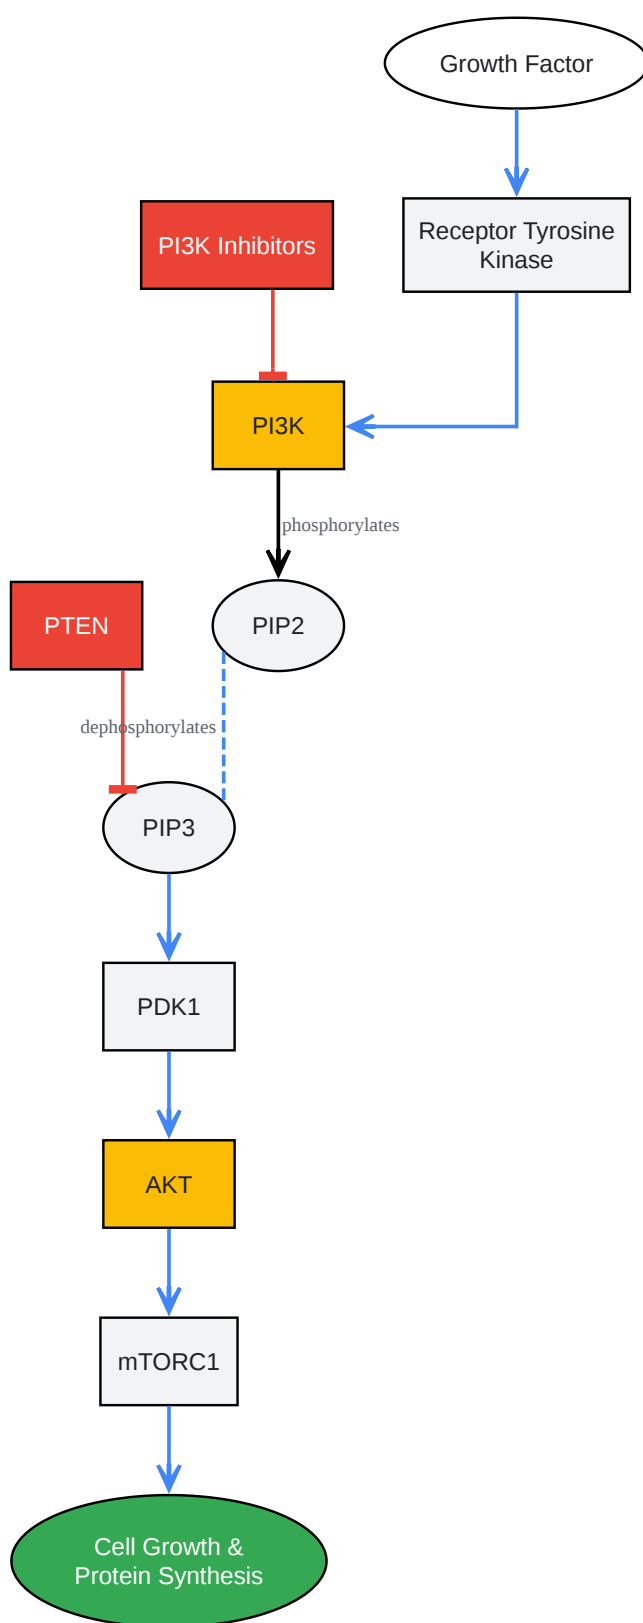 Growth Factor
Receptor Tyrosine
Kinase
PI3K Inhibitors
PI3K
phosphorylates
PIP2
PTEN
dephosphorylates
PIP3
PDK1
AKT
mTORC1
Cell Growth &
Protein Synthesis